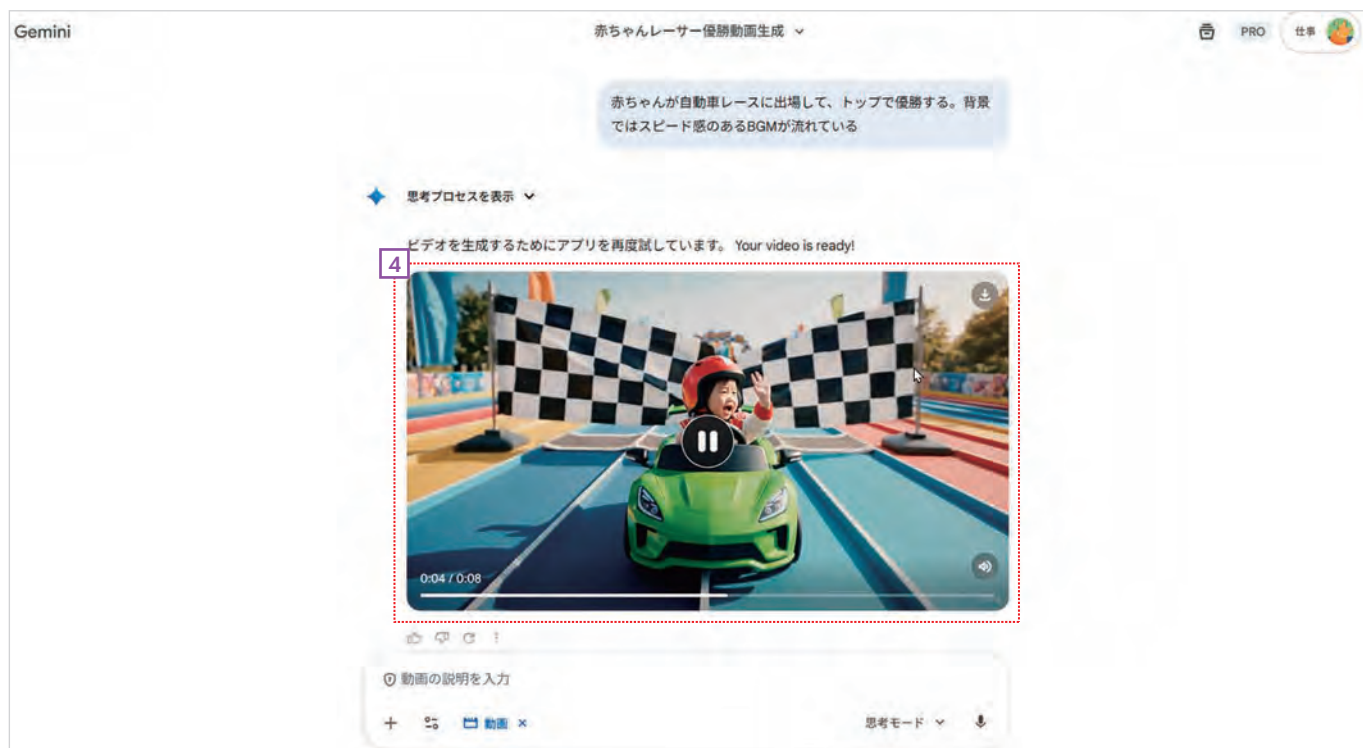 Gemini
赤ちゃんレーサー優勝動画生成
PRO
仕事
赤ちゃんが自動車レースに出場して、トップで優勝する。背景
ではスピード感のあるBGMが流れている
思考プロセスを表示
ビデオを生成するためにアプリを再度試しています。 Your video is ready!
4
0:04 / 0:08
動画の説明を入力
動画
思考モード